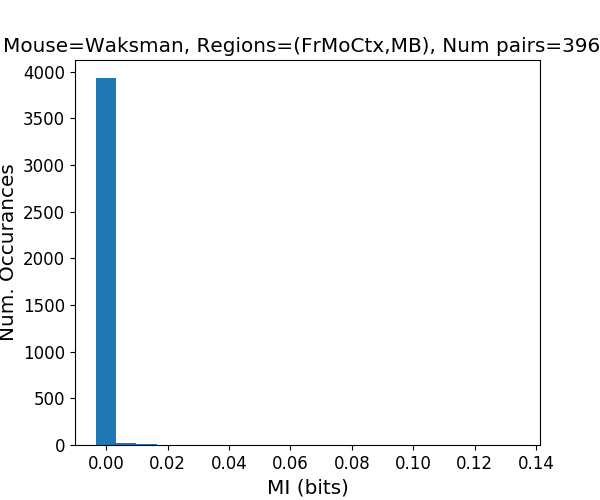 Mouse=Waksman, Regions=(FrMoCtx,MB), Num pairs=396
4000
3500
3000
2500
2000
1500
1000
500
0
Num. Occurances
0.00 0.02 0.04 0.06 0.08 0.10 0.12 0.14
MI (bits)